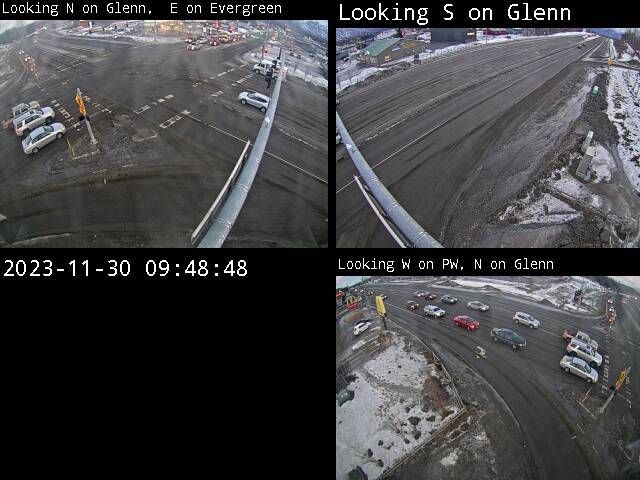 Looking N on Glenn,  E on Evergreen
Looking S on Glenn
2023-11-30 09:48:48
Looking W on PW, N on Glenn